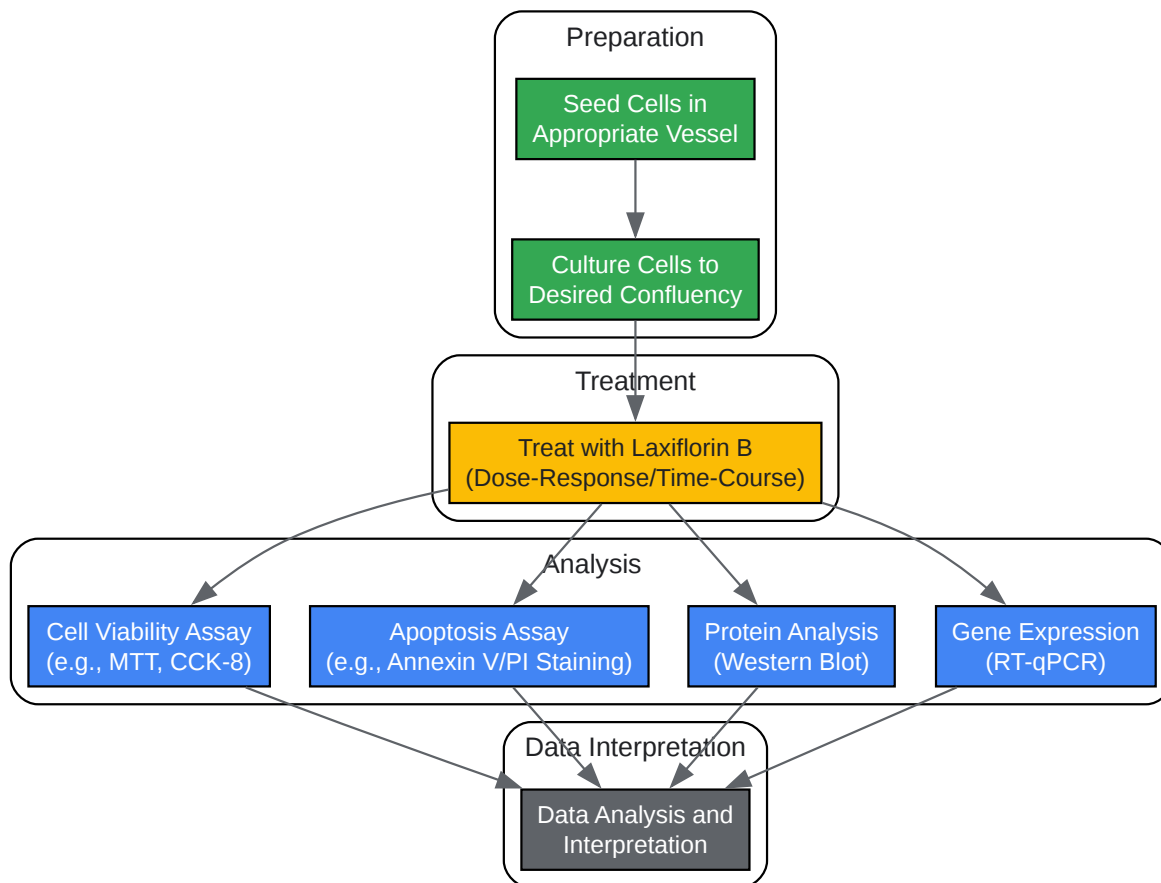 Preparation
Seed Cells in
Appropriate Vessel
Culture Cells to
Desired Confluency
Treatment
Treat with Laxiflorin B
(Dose-Response/Time-Course)
Analysis
Cell Viability Assay
(e.g., MTT, CCK-8)
Apoptosis Assay
(e.g., Annexin V/PI Staining)
Protein Analysis
(Western Blot)
Gene Expression
(RT-qPCR)
Data Interpretation
Data Analysis and
Interpretation